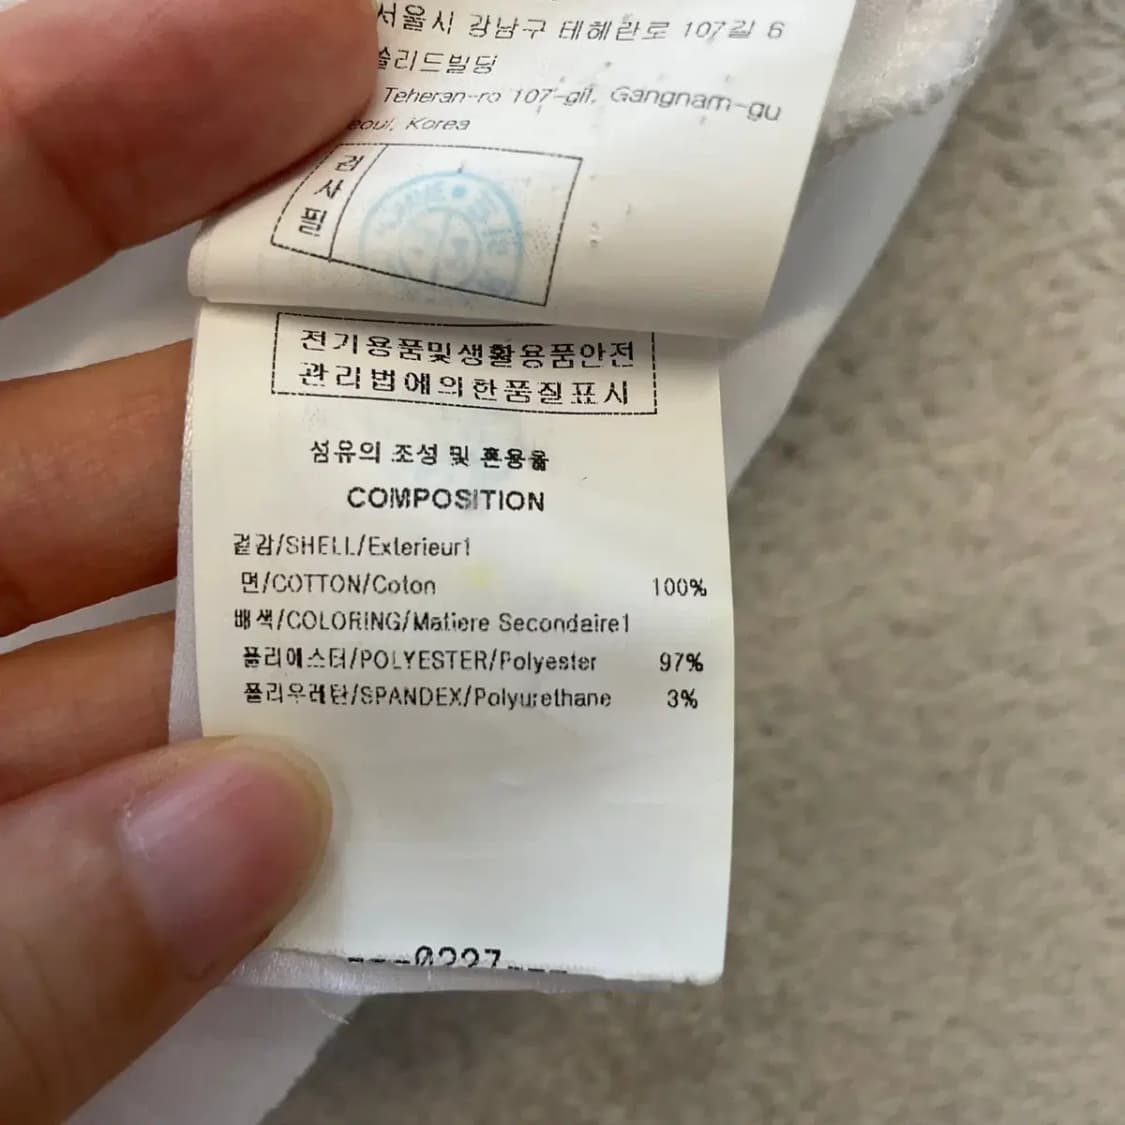 서울시 강남구 테헤란로 107길 6
쏠리드빌딩
Teheran-ro 107-gil, Gangnam-gu
eoul, Korea
검사필
전기용품및생활용품안전
관리법에의한품질표시
섬유의 조성 및 혼용율
COMPOSITION
겉감/SHELL/Exterieur1
면/COTTON/Coton 100%
배색/COLORING/Matiere Secondaire1
폴리에스터/POLYESTER/Polyester 97%
폴리우레탄/SPANDEX/Polyurethane 3%
---0227---